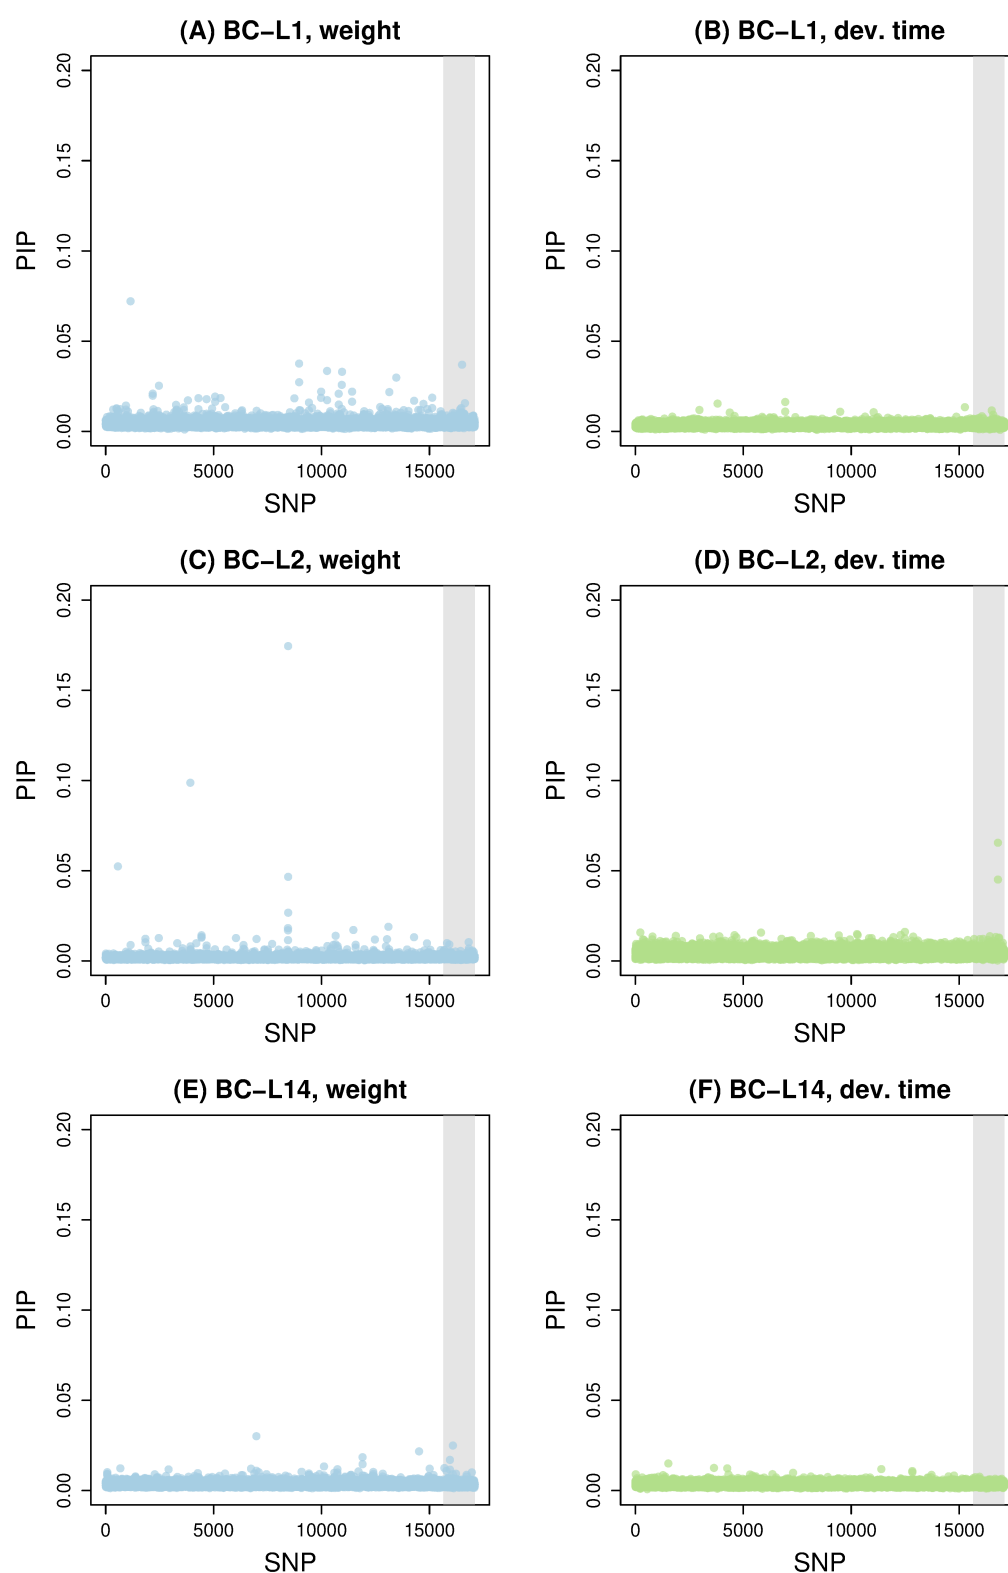 (A) BC−L1, weight
PIP
0.00 0.05 0.10 0.15 0.20
0 5000 10000 15000
SNP
(B) BC−L1, dev. time
PIP
0.00 0.05 0.10 0.15 0.20
0 5000 10000 15000
SNP
(C) BC−L2, weight
PIP
0.00 0.05 0.10 0.15 0.20
0 5000 10000 15000
SNP
(D) BC−L2, dev. time
PIP
0.00 0.05 0.10 0.15 0.20
0 5000 10000 15000
SNP
(E) BC−L14, weight
PIP
0.00 0.05 0.10 0.15 0.20
0 5000 10000 15000
SNP
(F) BC−L14, dev. time
PIP
0.00 0.05 0.10 0.15 0.20
0 5000 10000 15000
SNP